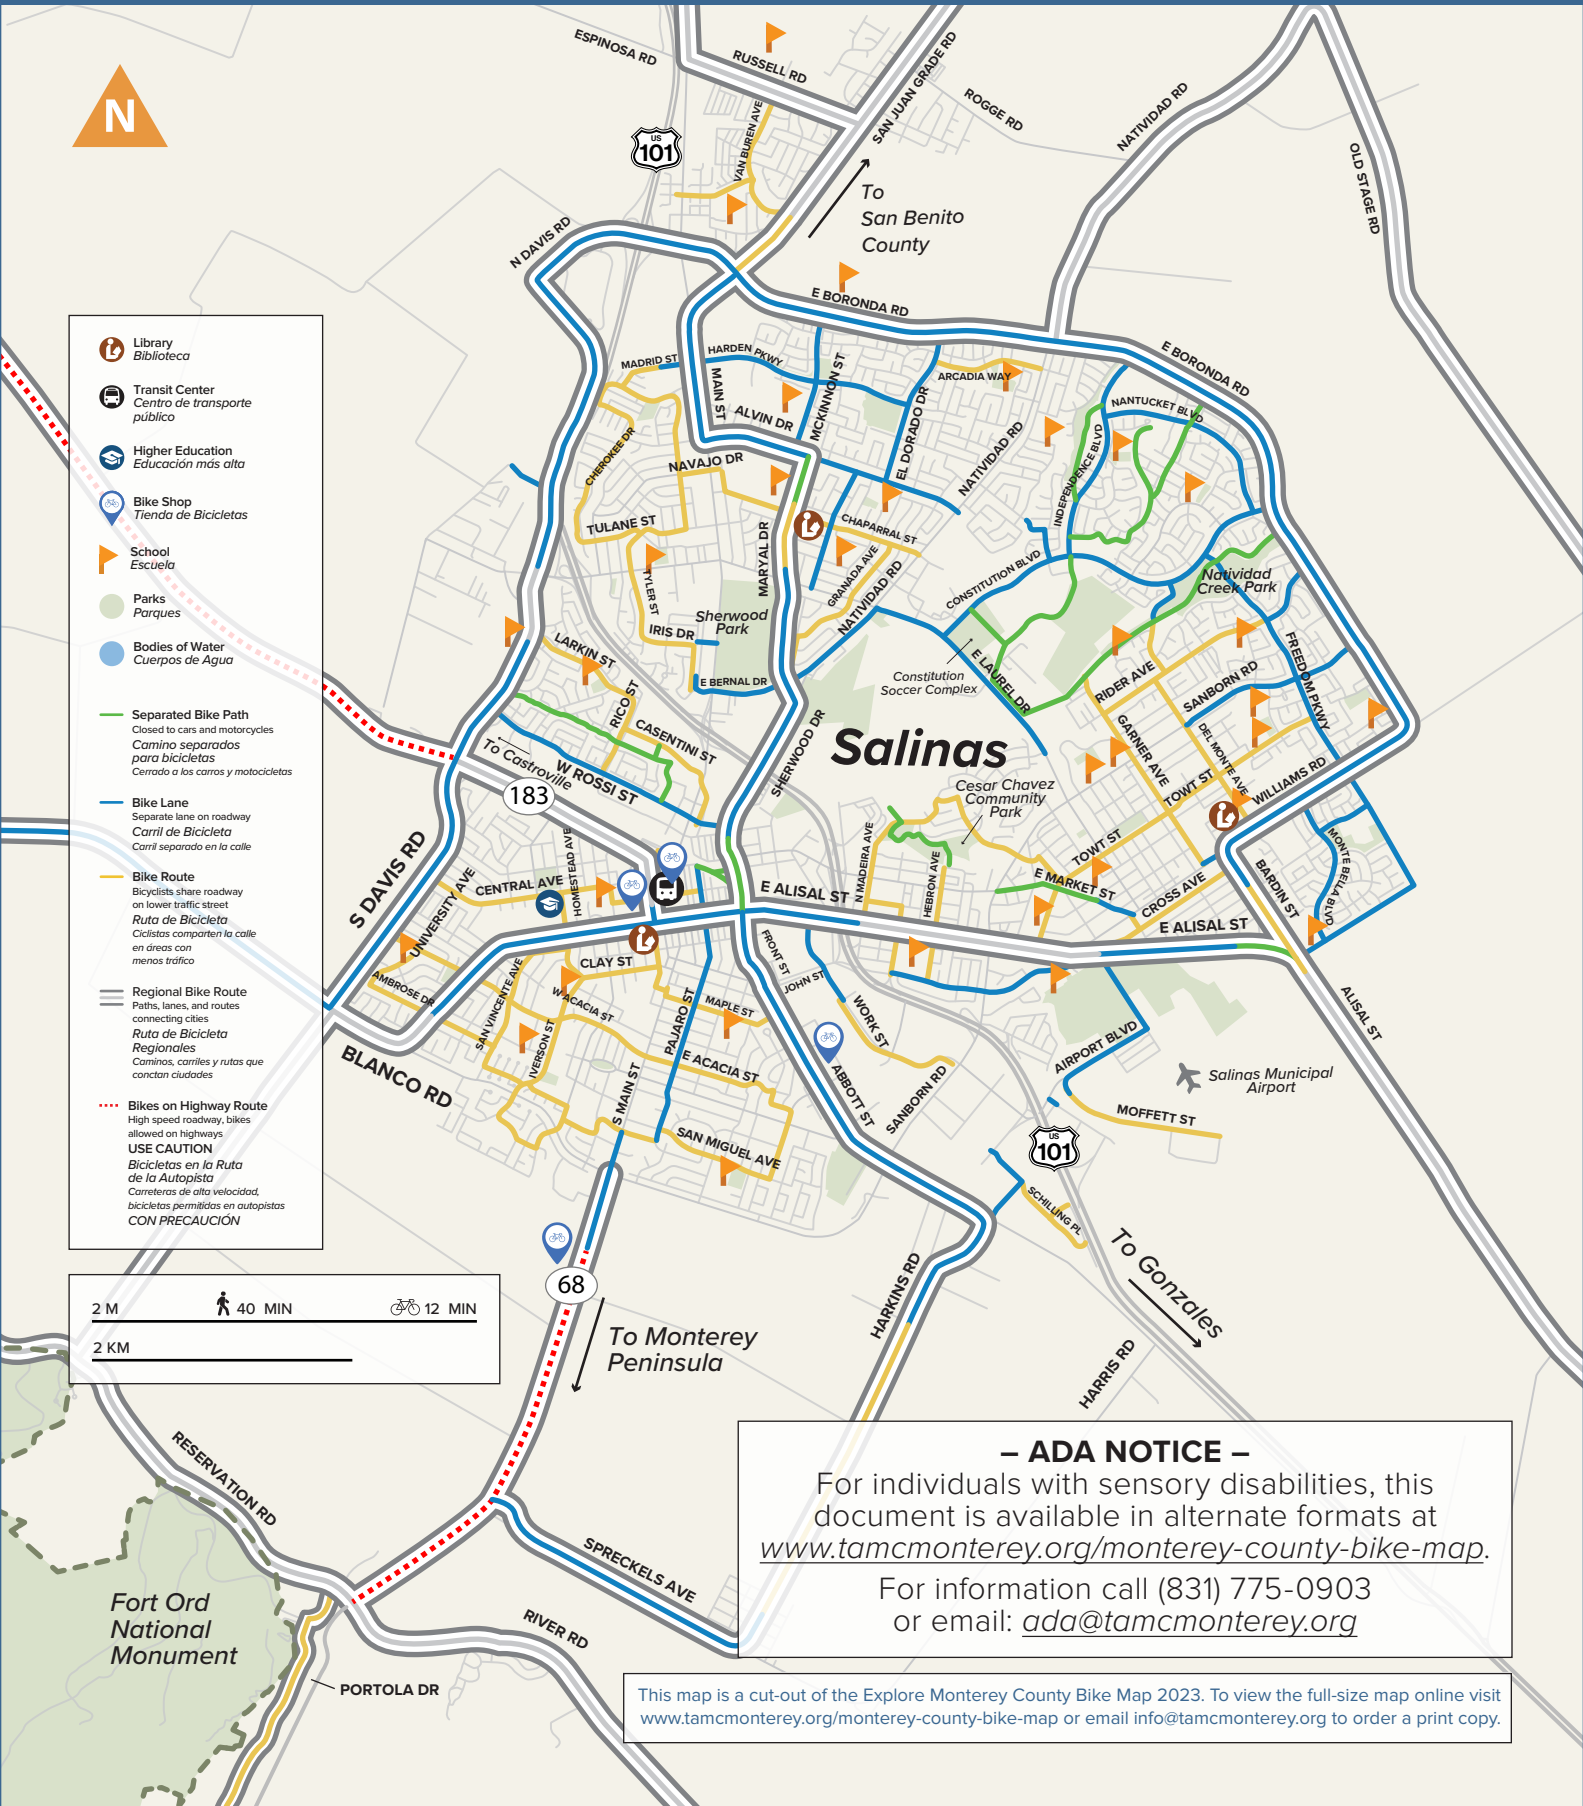 ESPINOSA RD
RUSSELL RD
SAN JUAN GRADE RD
ROGGE RD
NATIVIDAD RD
OLD STAGE RD
VAN BUREN AVE
N
US
101
To
San Benito
County
N DAVIS RD
E BORONDA RD
E BORONDA RD
MADRID ST
HARDEN PKWY
MAIN ST
ALVIN DR
MCKINNON ST
ARCADIA WAY
EL DORADO DR
NATIVIDAD RD
NANTUCKET BLVD
INDEPENDENCE BLVD
CHEROKEE DR
NAVAJO DR
TULANE ST
TYLER ST
MARYAL DR
CHAPARRAL ST
GRANADA AVE
NATIVIDAD RD
CONSTITUTION BLVD
Natividad
Creek Park
Sherwood
Park
IRIS DR
LARKIN ST
E BERNAL DR
RICO ST
CASENTINI ST
Constitution
Soccer Complex
E LAUREL DR
RIDER AVE
SANBORN RD
FREEDOM PKWY
GARNER AVE
DEL MONTE AVE
SHERWOOD DR
Salinas
To Castroville
W ROSSI ST
183
Cesar Chavez
Community
Park
TOWT ST
WILLIAMS RD
TOWT ST
MONTE BELLA BLVD
S DAVIS RD
UNIVERSITY AVE
CENTRAL AVE
HOMESTEAD AVE
E ALISAL ST
N MADEIRA AVE
HEBRON AVE
E MARKET ST
CROSS AVE
BARDIN ST
E ALISAL ST
CLAY ST
FRONT ST
JOHN ST
AMBROSE DR
SAN VINCENTE AVE
W ACACIA ST
IVERSON ST
PAJARO ST
MAPLE ST
WORK ST
E ACACIA ST
S MAIN ST
SAN MIGUEL AVE
ABBOTT ST
SANBORN RD
AIRPORT BLVD
ALISAL ST
Salinas Municipal
Airport
MOFFETT ST
US
101
BLANCO RD
SCHILLING PL
To Gonzales
HARKINS RD
HARRIS RD
68
To Monterey
Peninsula
RESERVATION RD
SPRECKELS AVE
RIVER RD
Fort Ord
National
Monument
PORTOLA DR
Library
Biblioteca
Transit Center
Centro de transporte
público
Higher Education
Educación más alta
Bike Shop
Tienda de Bicicletas
School
Escuela
Parks
Parques
Bodies of Water
Cuerpos de Agua
Separated Bike Path
Closed to cars and motorcycles
Camino separados
para bicicletas
Cerrado a los carros y motocicletas
Bike Lane
Separate lane on roadway
Carril de Bicicleta
Carril separado en la calle
Bike Route
Bicyclists share roadway
on lower traffic street
Ruta de Bicicleta
Ciclistas comparten la calle
en áreas con
menos tráfico
Regional Bike Route
Paths, lanes, and routes
connecting cities
Ruta de Bicicleta
Regionales
Caminos, carriles y rutas que
conctan ciudades
Bikes on Highway Route
High speed roadway, bikes
allowed on highways
USE CAUTION
Bicicletas en la Ruta
de la Autopista
Carreteras de alta velocidad,
bicicletas permitidas en autopistas
CON PRECAUCIÓN
2 M 40 MIN 12 MIN
2 KM
– ADA NOTICE –
For individuals with sensory disabilities, this
document is available in alternate formats at
www.tamcmonterey.org/monterey-county-bike-map.
For information call (831) 775-0903
or email: ada@tamcmonterey.org
This map is a cut-out of the Explore Monterey County Bike Map 2023. To view the full-size map online visit
www.tamcmonterey.org/monterey-county-bike-map or email info@tamcmonterey.org to order a print copy.